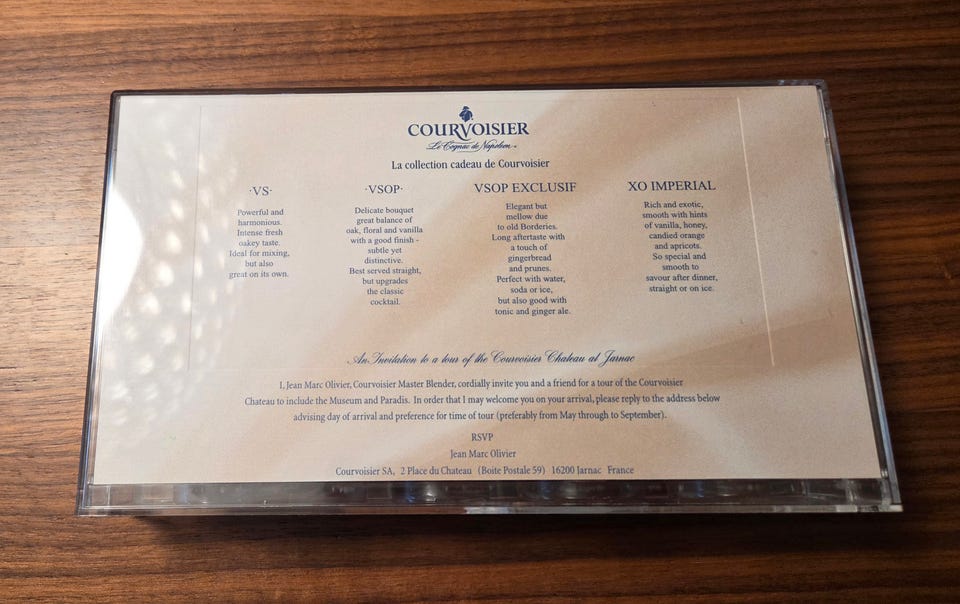 COURVOISIER
Le Cognac de Napoleon
La collection cadeau de Courvoisier
·VS·
Powerful and
harmonious.
Intense fresh
oakey taste.
Ideal for mixing,
but also
great on its own.
·VSOP·
Delicate bouquet
great balance of
oak, floral and vanilla
with a good finish -
subtle yet
distinctive.
Best served straight,
but upgrades
the classic
cocktail.
VSOP EXCLUSIF
Elegant but
mellow due
to old Borderies.
Long aftertaste with
a touch of
gingerbread
and prunes.
Perfect with water,
soda or ice,
but also good with
tonic and ginger ale.
XO IMPERIAL
Rich and exotic,
smooth with hints
of vanilla, honey,
candied orange
and apricots.
So special and
smooth to
savour after dinner,
straight or on ice.
An Invitation to a tour of the Courvoisier Chateau at Jarnac
I, Jean Marc Olivier, Courvoisier Master Blender, cordially invite you and a friend for a tour of the Courvoisier
Chateau to include the Museum and Paradis. In order that I may welcome you on your arrival, please reply to the address below
advising day of arrival and preference for time of tour (preferably from May through to September).
RSVP
Jean Marc Olivier
Courvoisier SA, 2 Place du Chateau (Boite Postale 59) 16200 Jarnac France